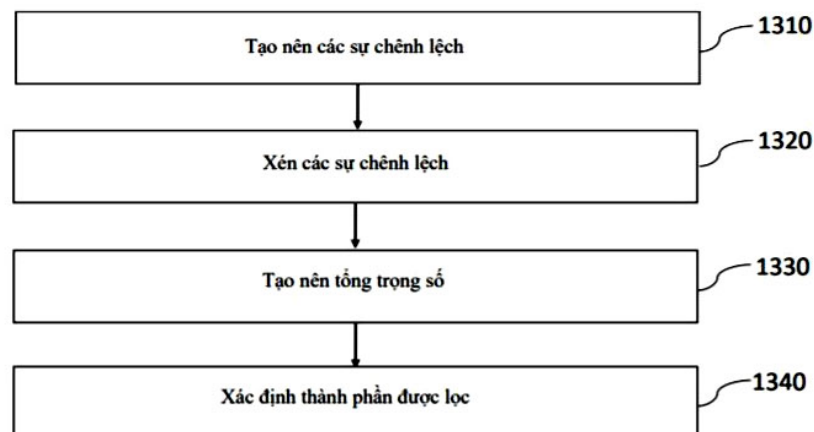 Tạo nên các sự chênh lệch
1310
Xén các sự chênh lệch
1320
Tạo nên tổng trọng số
1330
Xác định thành phần được lọc
1340